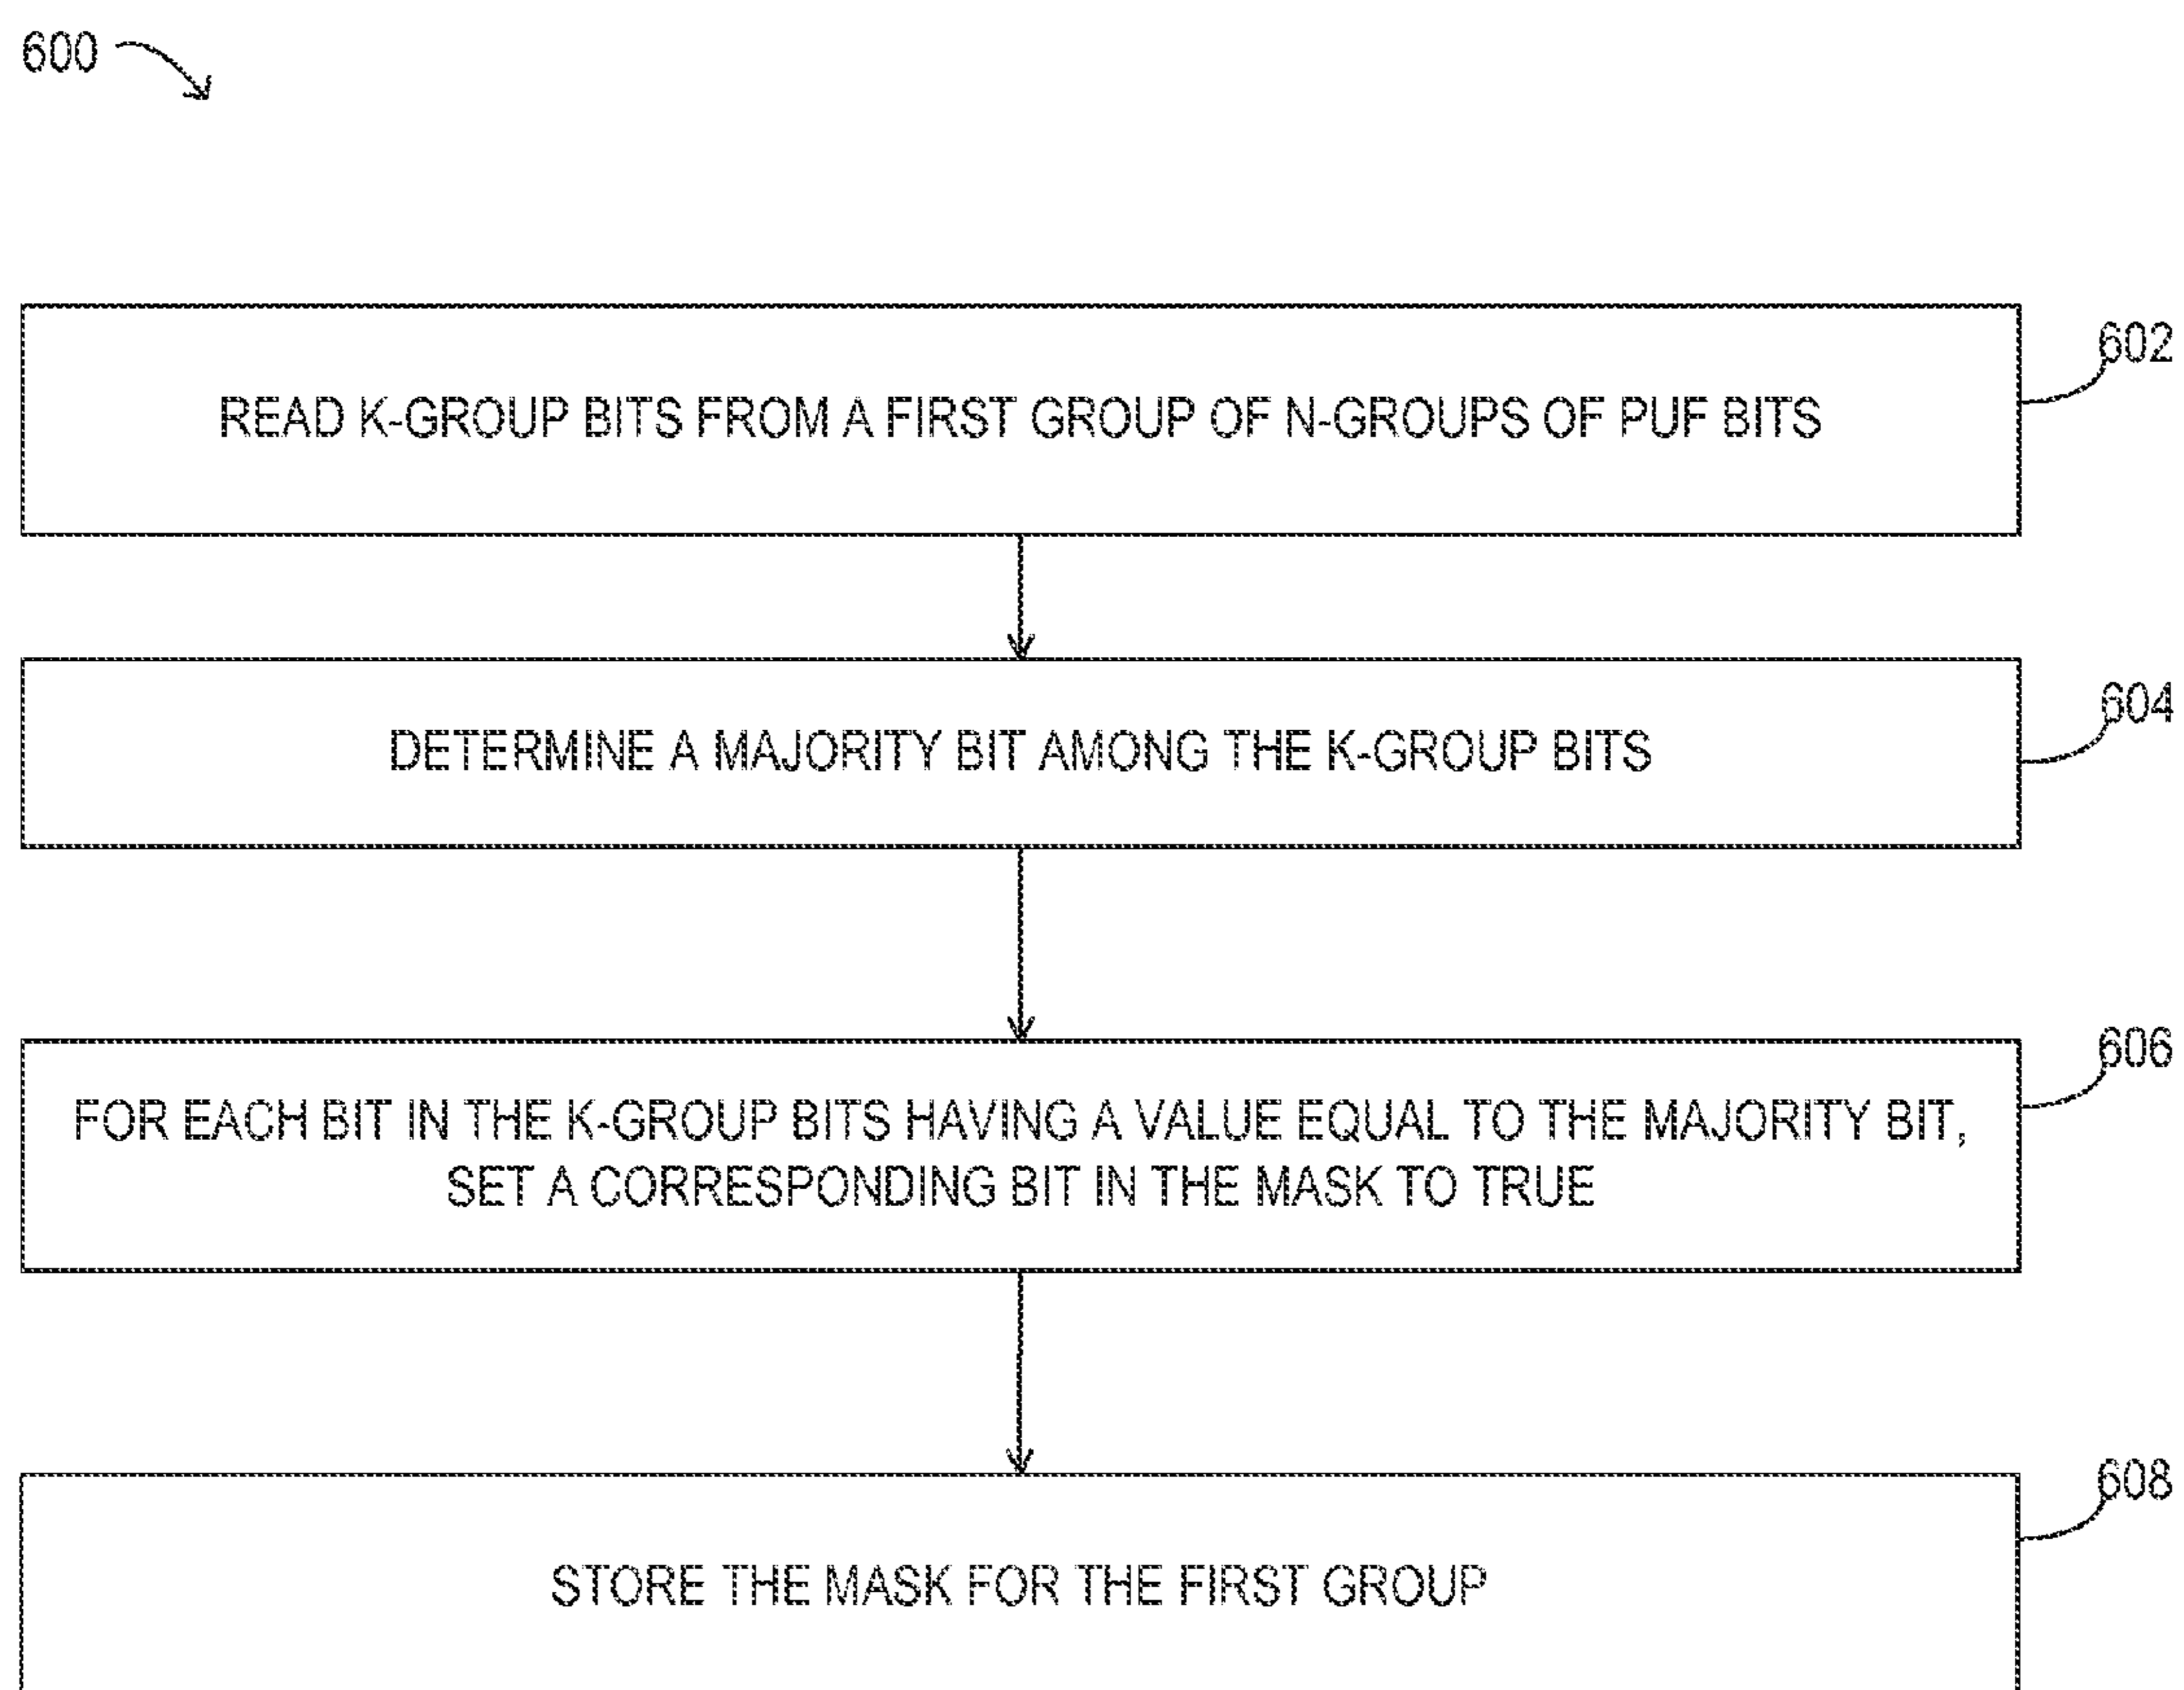 600
602
READ K-GROUP BITS FROM A FIRST GROUP OF N-GROUPS OF PUF BITS
604
DETERMINE A MAJORITY BIT AMONG THE K-GROUP BITS
606
FOR EACH BIT IN THE K-GROUP BITS HAVING A VALUE EQUAL TO THE MAJORITY BIT,
SET A CORRESPONDING BIT IN THE MASK TO TRUE
608
STORE THE MASK FOR THE FIRST GROUP